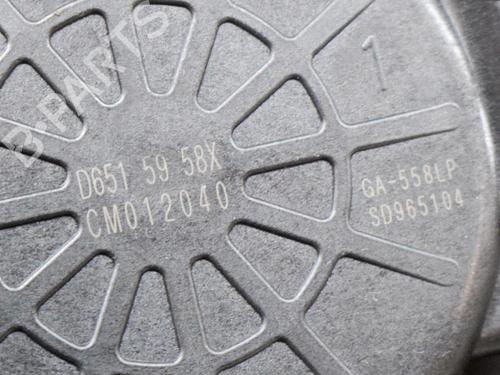 B-PARTS
1
D651 59 58X
CM012040
GA-558LP
SD965104